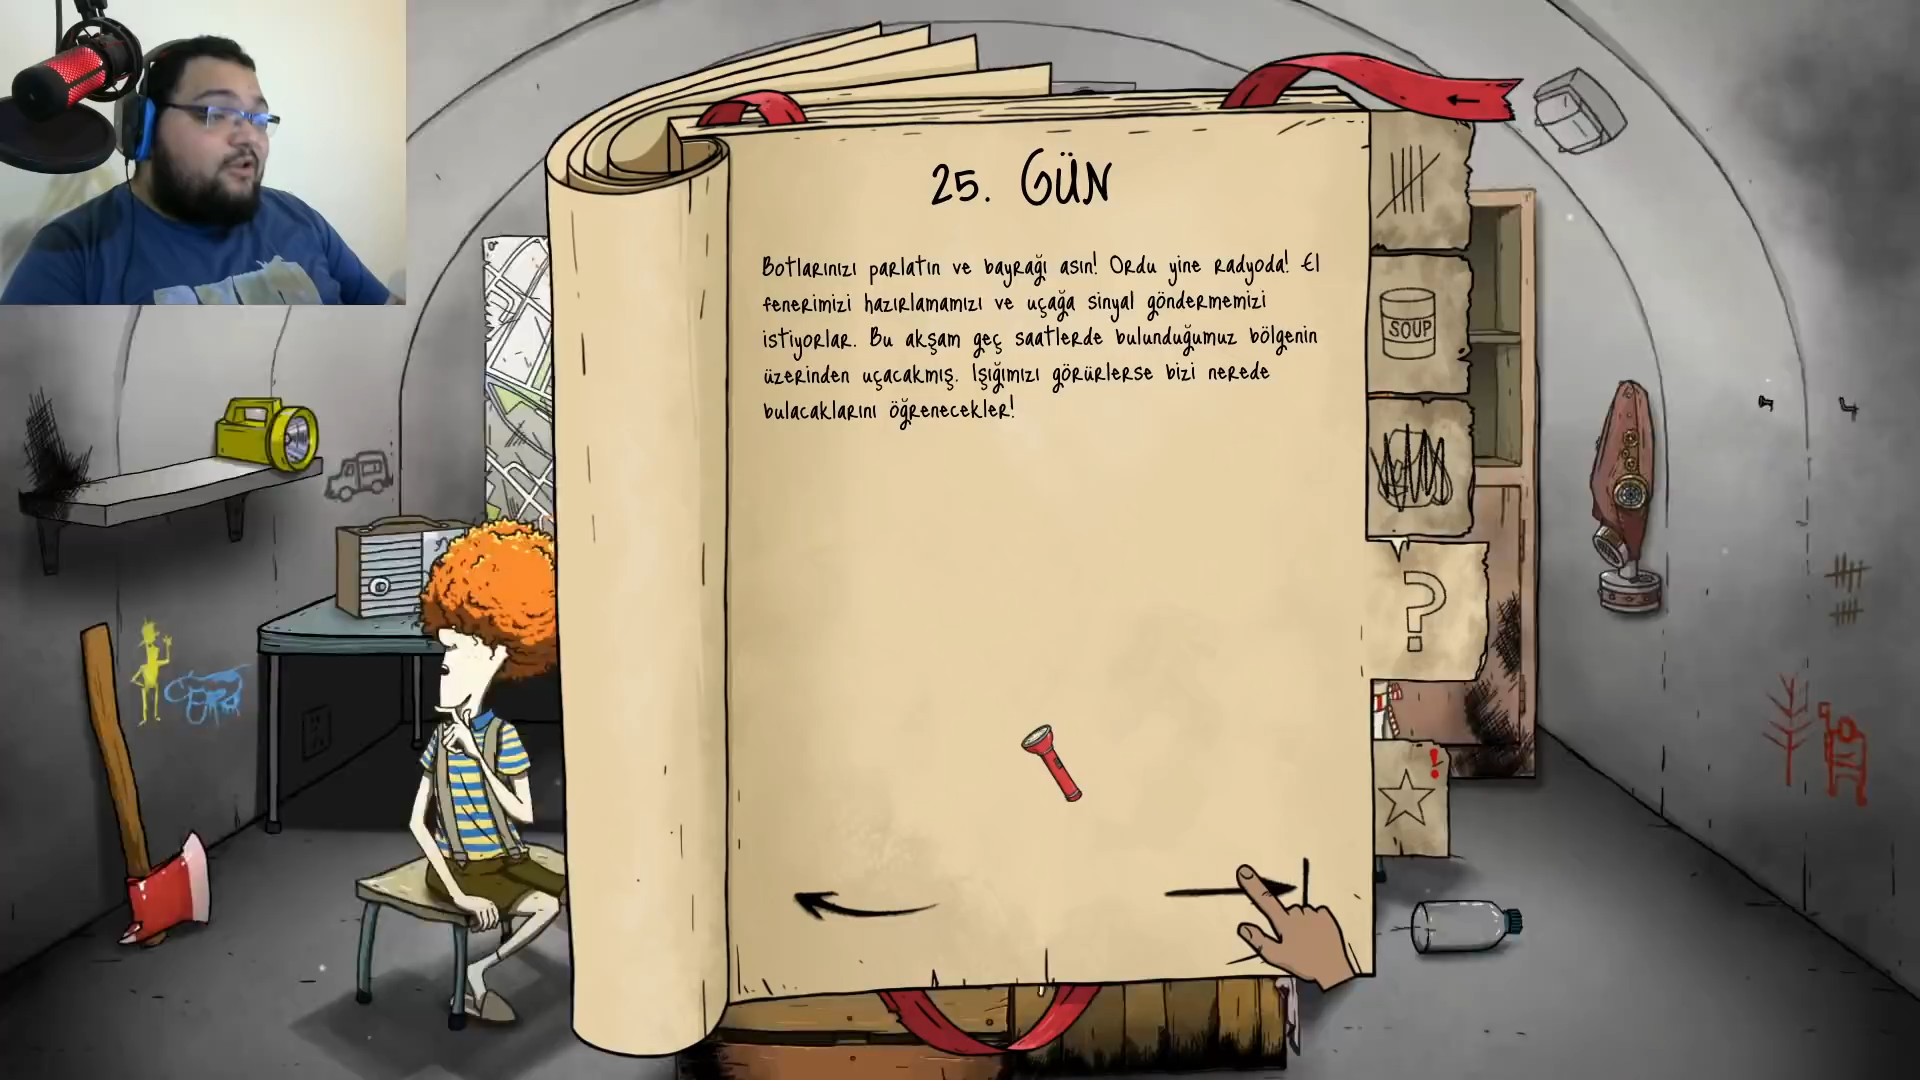 25. GÜN
Botlarınızı parlatın ve bayrağı asın! Ordu yine radyoda! El
fenerimizi hazırlamamızı ve uçağa sinyal göndermemizi
istiyorlar. Bu akşam geç saatlerde bulunduğumuz bölgenin
üzerinden uçacakmış. Işığımızı görürlerse bizi nerede
bulacaklarını öğrenecekler!
SOUP
?
!